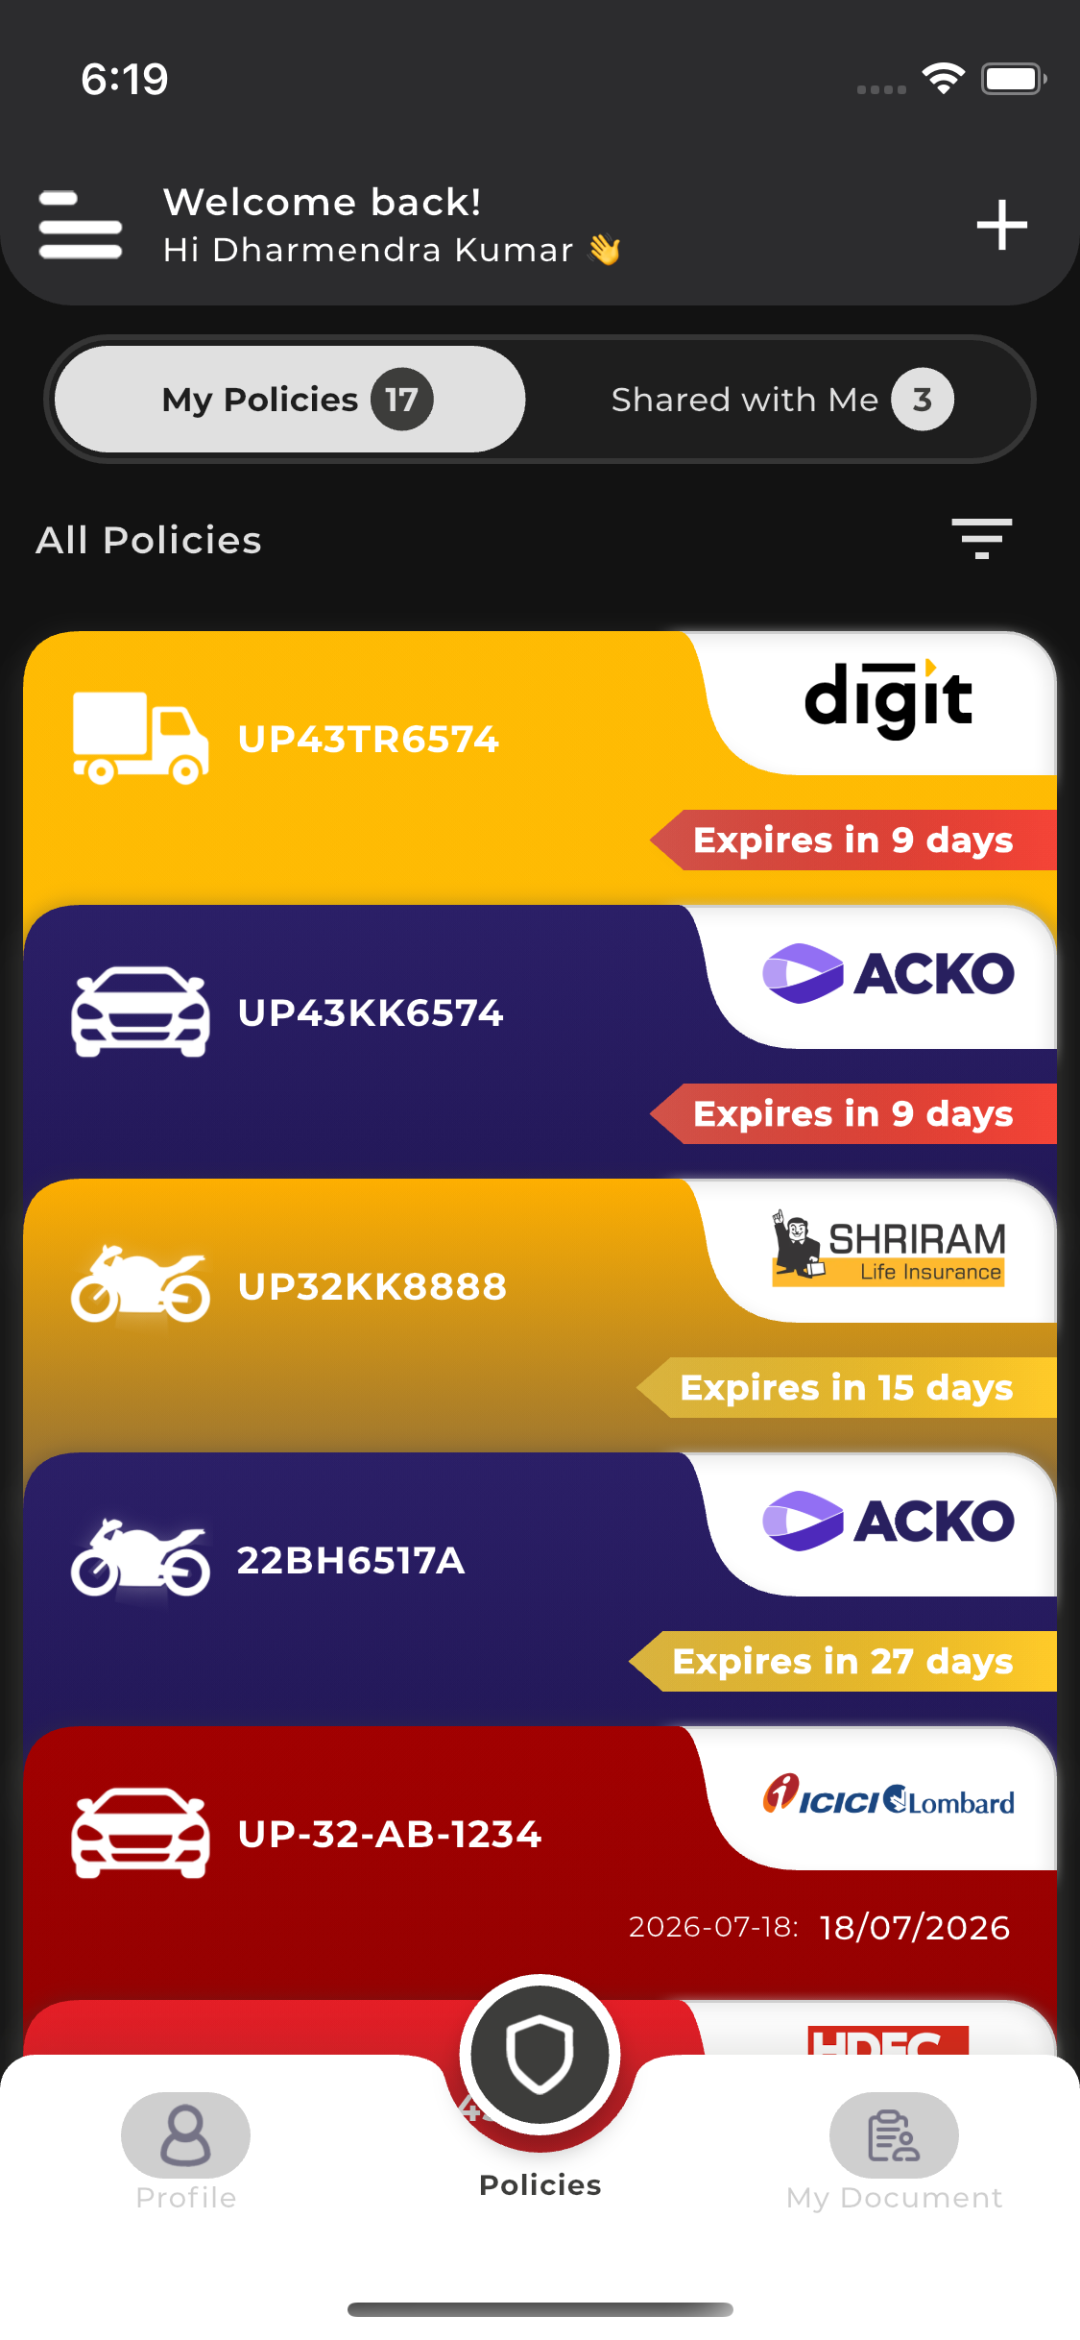 6:19
Welcome back!
Hi Dharmendra Kumar 👋
My Policies 17
Shared with Me 3
All Policies
digit
UP43TR6574
Expires in 9 days
ACKO
UP43KK6574
Expires in 9 days
SHRIRAM
Life Insurance
UP32KK8888
Expires in 15 days
ACKO
22BH6517A
Expires in 27 days
ICICI Lombard
UP-32-AB-1234
2026-07-18: 18/07/2026
HDFC
Profile
Policies
My Document